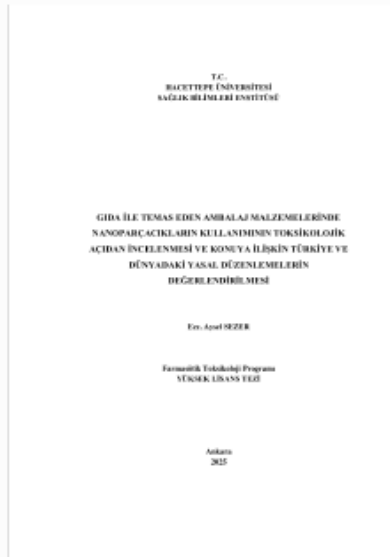 T.C.
HACETTEPE ÜNİVERSİTESİ
SAĞLIK BİLİMLERİ ENSTİTÜSÜ
GIDA İLE TEMAS EDEN AMBALAJ MALZEMELERİNDE
NANOPARÇACIKLARIN KULLANIMININ TOKSİKOLOJİK
AÇIDAN İNCELENMESİ VE KONUYA İLİŞKİN TÜRKİYE VE
DÜNYADAKİ YASAL DÜZENLEMELERİN
DEĞERLENDİRİLMESİ
Ecz. Aysel SEZER
Farmasötik Toksikoloji Programı
YÜKSEK LİSANS TEZİ
Ankara
2025